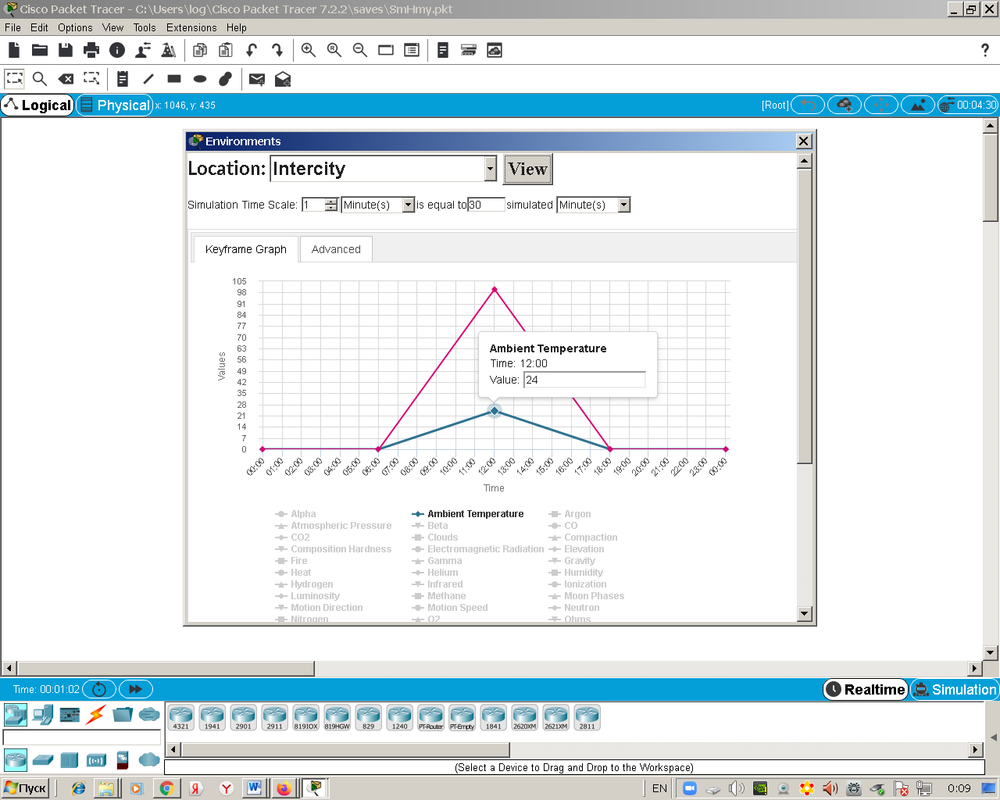 Cisco Packet Tracer - C:\Users\log\Cisco Packet Tracer 7.2.2\saves\SmHmy.pkt
File Edit Options View Tools Extensions Help
Logical Physical x: 1046, y: 435 [Root] 00:04:30
Environments
Location: Intercity View
Simulation Time Scale: 1 Minute(s) is equal to 30 simulated Minute(s)
Keyframe Graph Advanced
105
98
91
84
77
70
63
56
49
42
35
28
21
14
7
0
Values
Ambient Temperature
Time: 12:00
Value: 24
00:00 01:00 02:00 03:00 04:00 05:00 06:00 07:00 08:00 09:00 10:00 11:00 12:00 13:00 14:00 15:00 16:00 17:00 18:00 19:00 20:00 21:00 22:00 23:00 00:00
Time
Alpha Ambient Temperature Argon
Atmospheric Pressure Beta CO
CO2 Clouds Compaction
Composition Hardness Electromagnetic Radiation Elevation
Fire Gamma Gravity
Heat Helium Humidity
Hydrogen Infrared Ionization
Luminosity Methane Moon Phases
Motion Direction Motion Speed Neutron
Nitrogen O2 Ohms
Time: 00:01:02 Realtime Simulation
4321 1941 2901 2911 819IOX 819HGW 829 1240 PT-Router PT-Empty 1841 2620XM 2621XM 2811
(Select a Device to Drag and Drop to the Workspace)
Пуск EN 0:09